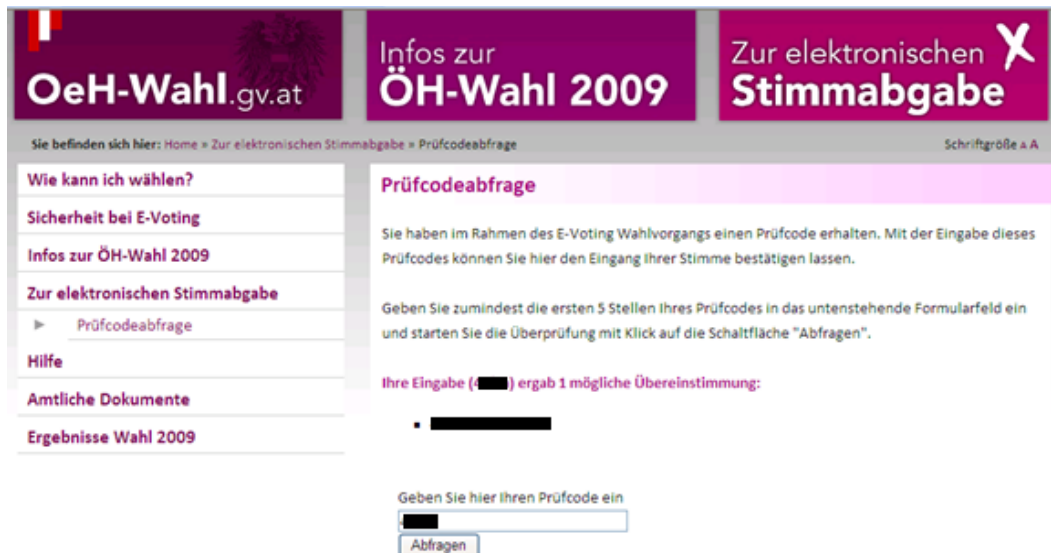 OeH-Wahl.gv.at
Infos zur
ÖH-Wahl 2009
Zur elektronischen
Stimmabgabe
Sie befinden sich hier: Home » Zur elektronischen Stimmabgabe » Prüfcodeabfrage
Schriftgröße A A
Wie kann ich wählen?
Sicherheit bei E-Voting
Infos zur ÖH-Wahl 2009
Zur elektronischen Stimmabgabe
Prüfcodeabfrage
Hilfe
Amtliche Dokumente
Ergebnisse Wahl 2009
Prüfcodeabfrage
Sie haben im Rahmen des E-Voting Wahlvorgangs einen Prüfcode erhalten. Mit der Eingabe dieses
Prüfcodes können Sie hier den Eingang Ihrer Stimme bestätigen lassen.
Geben Sie zumindest die ersten 5 Stellen Ihres Prüfcodes in das untenstehende Formularfeld ein
und starten Sie die Überprüfung mit Klick auf die Schaltfläche "Abfragen".
Ihre Eingabe ( ) ergab 1 mögliche Übereinstimmung:
Geben Sie hier Ihren Prüfcode ein
Abfragen